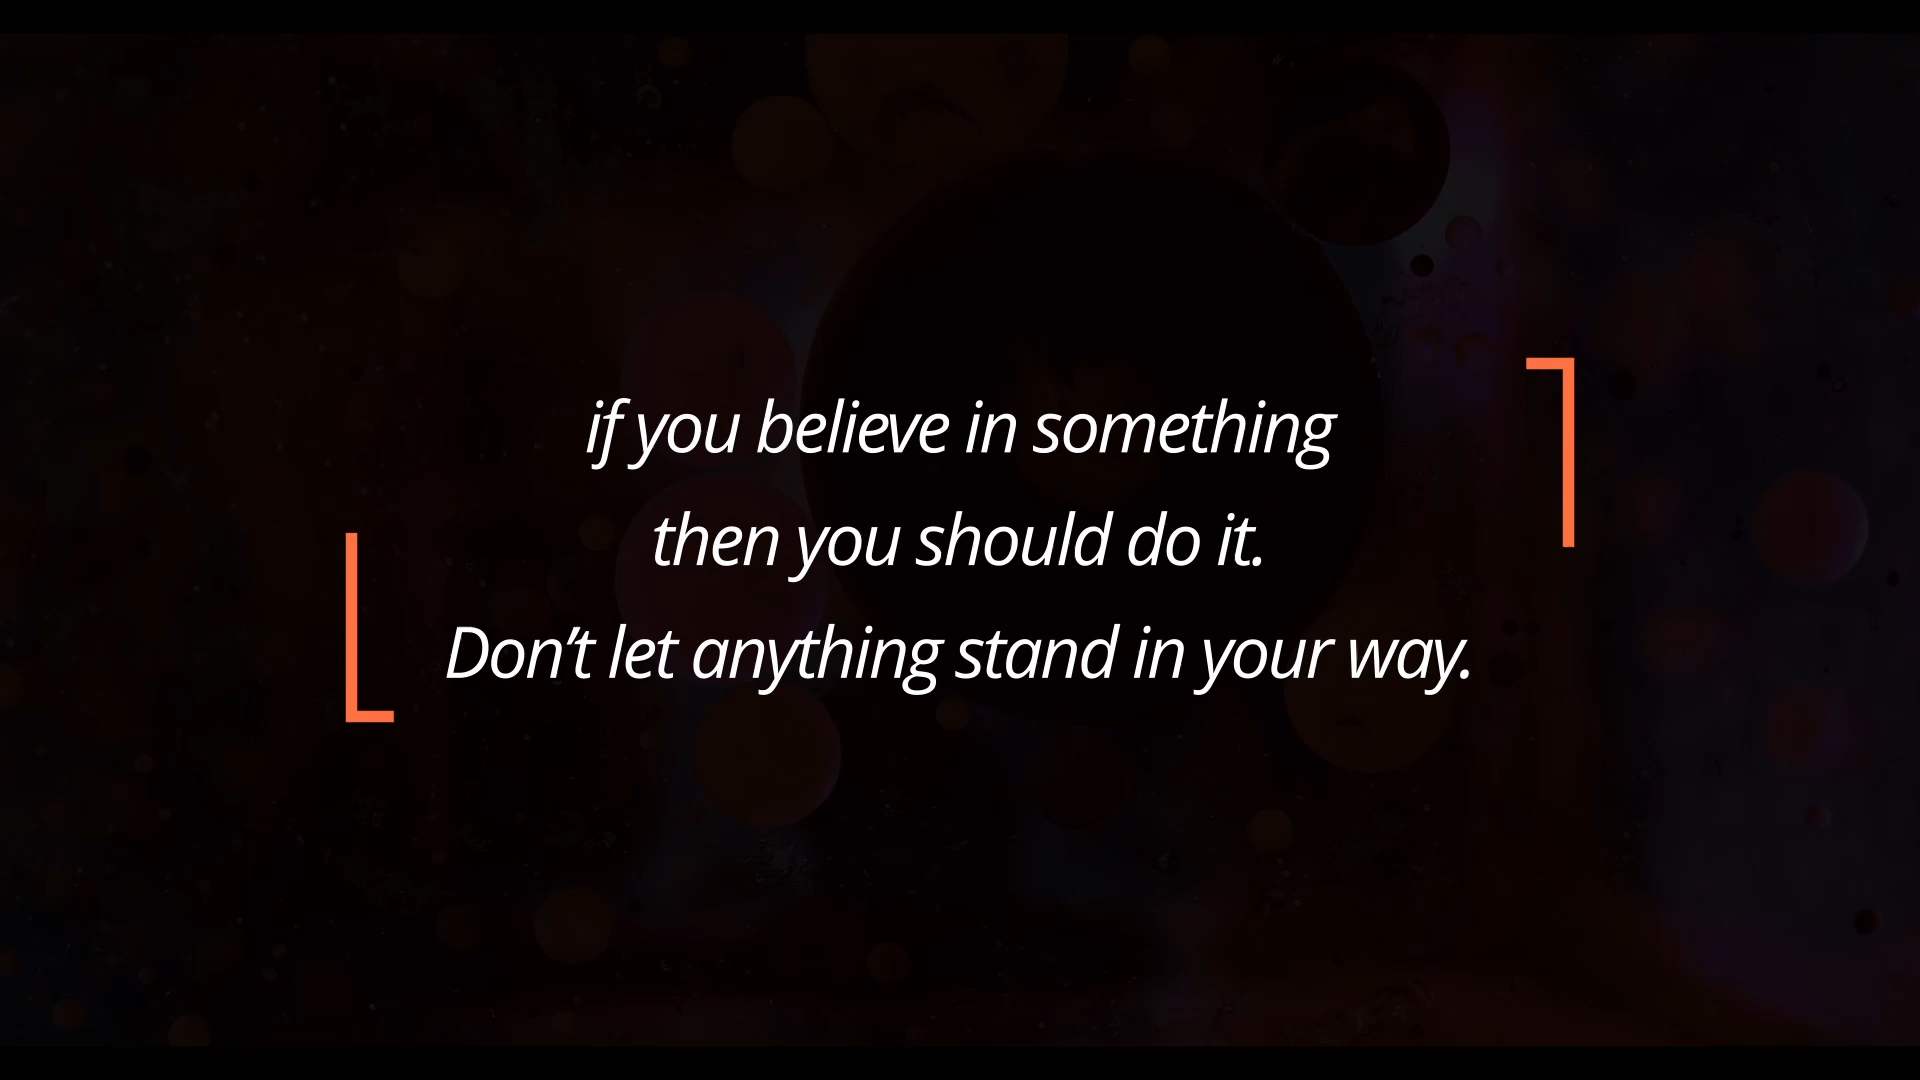 if you believe in something
then you should do it.
Don’t let anything stand in your way.